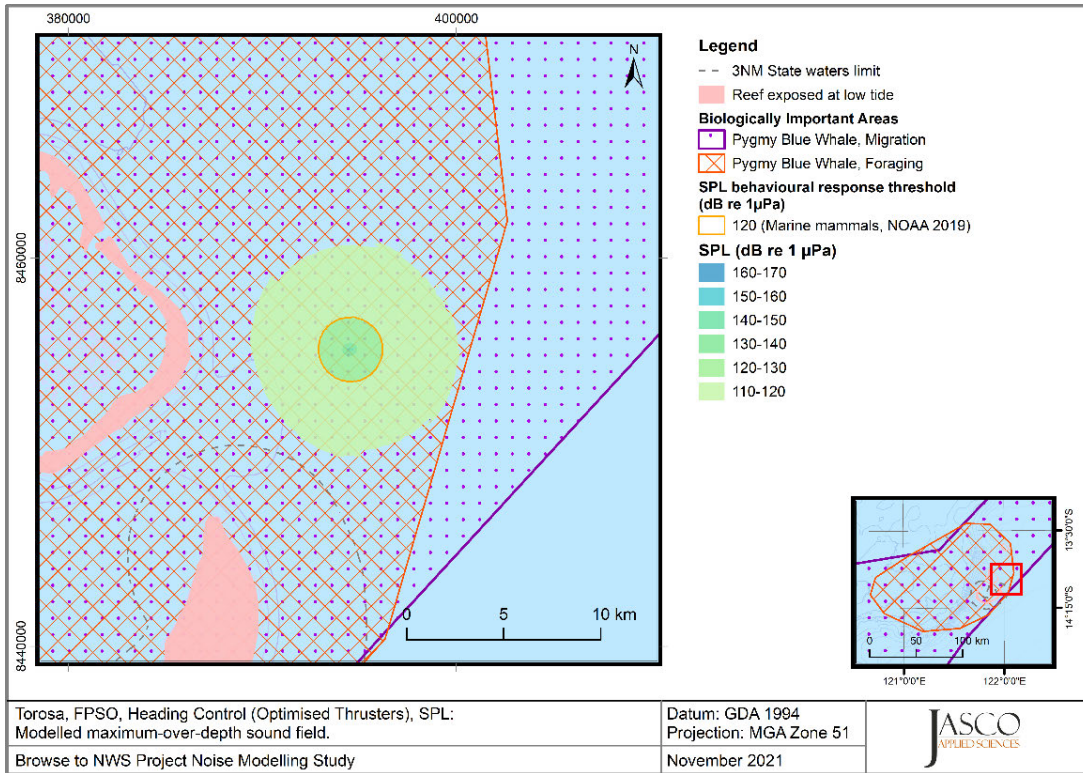 380000
400000
8460000
8440000
N
0 5 10 km
Legend
3NM State waters limit
Reef exposed at low tide
Biologically Important Areas
Pygmy Blue Whale, Migration
Pygmy Blue Whale, Foraging
SPL behavioural response threshold
(dB re 1µPa)
120 (Marine mammals, NOAA 2019)
SPL (dB re 1 µPa)
160-170
150-160
140-150
130-140
120-130
110-120
13°30'0"S
14°15'0"S
0 50 100 km
121°0'0"E
122°0'0"E
Torosa, FPSO, Heading Control (Optimised Thrusters), SPL:
Modelled maximum-over-depth sound field.
Browse to NWS Project Noise Modelling Study
Datum: GDA 1994
Projection: MGA Zone 51
November 2021
JASCO
APPLIED SCIENCES